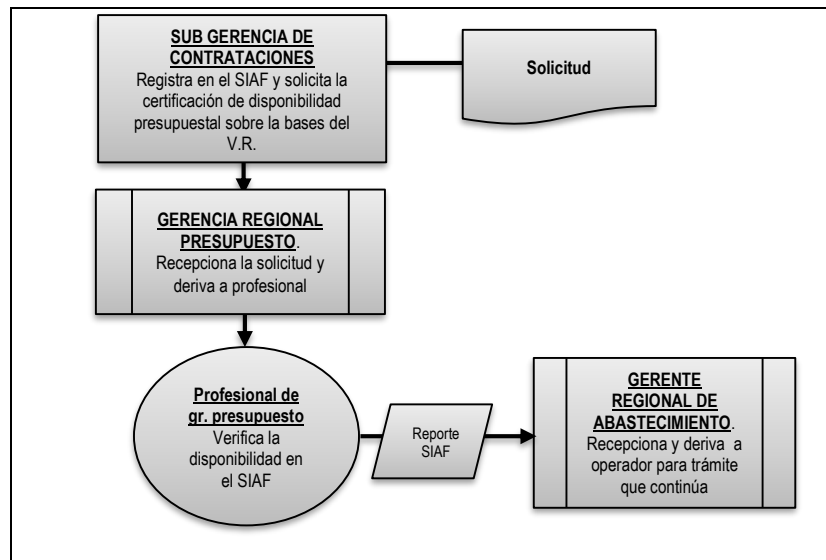 SUB GERENCIA DE
CONTRATACIONES
Registra en el SIAF y solicita la
certificación de disponibilidad
presupuestal sobre la bases del
V.R.
Solicitud
GERENCIA REGIONAL
PRESUPUESTO.
Recepciona la solicitud y
deriva a profesional
Profesional de
gr. presupuesto
Verifica la
disponibilidad en
el SIAF
Reporte
SIAF
GERENTE
REGIONAL DE
ABASTECIMIENTO.
Recepciona y deriva a
operador para trámite
que continúa